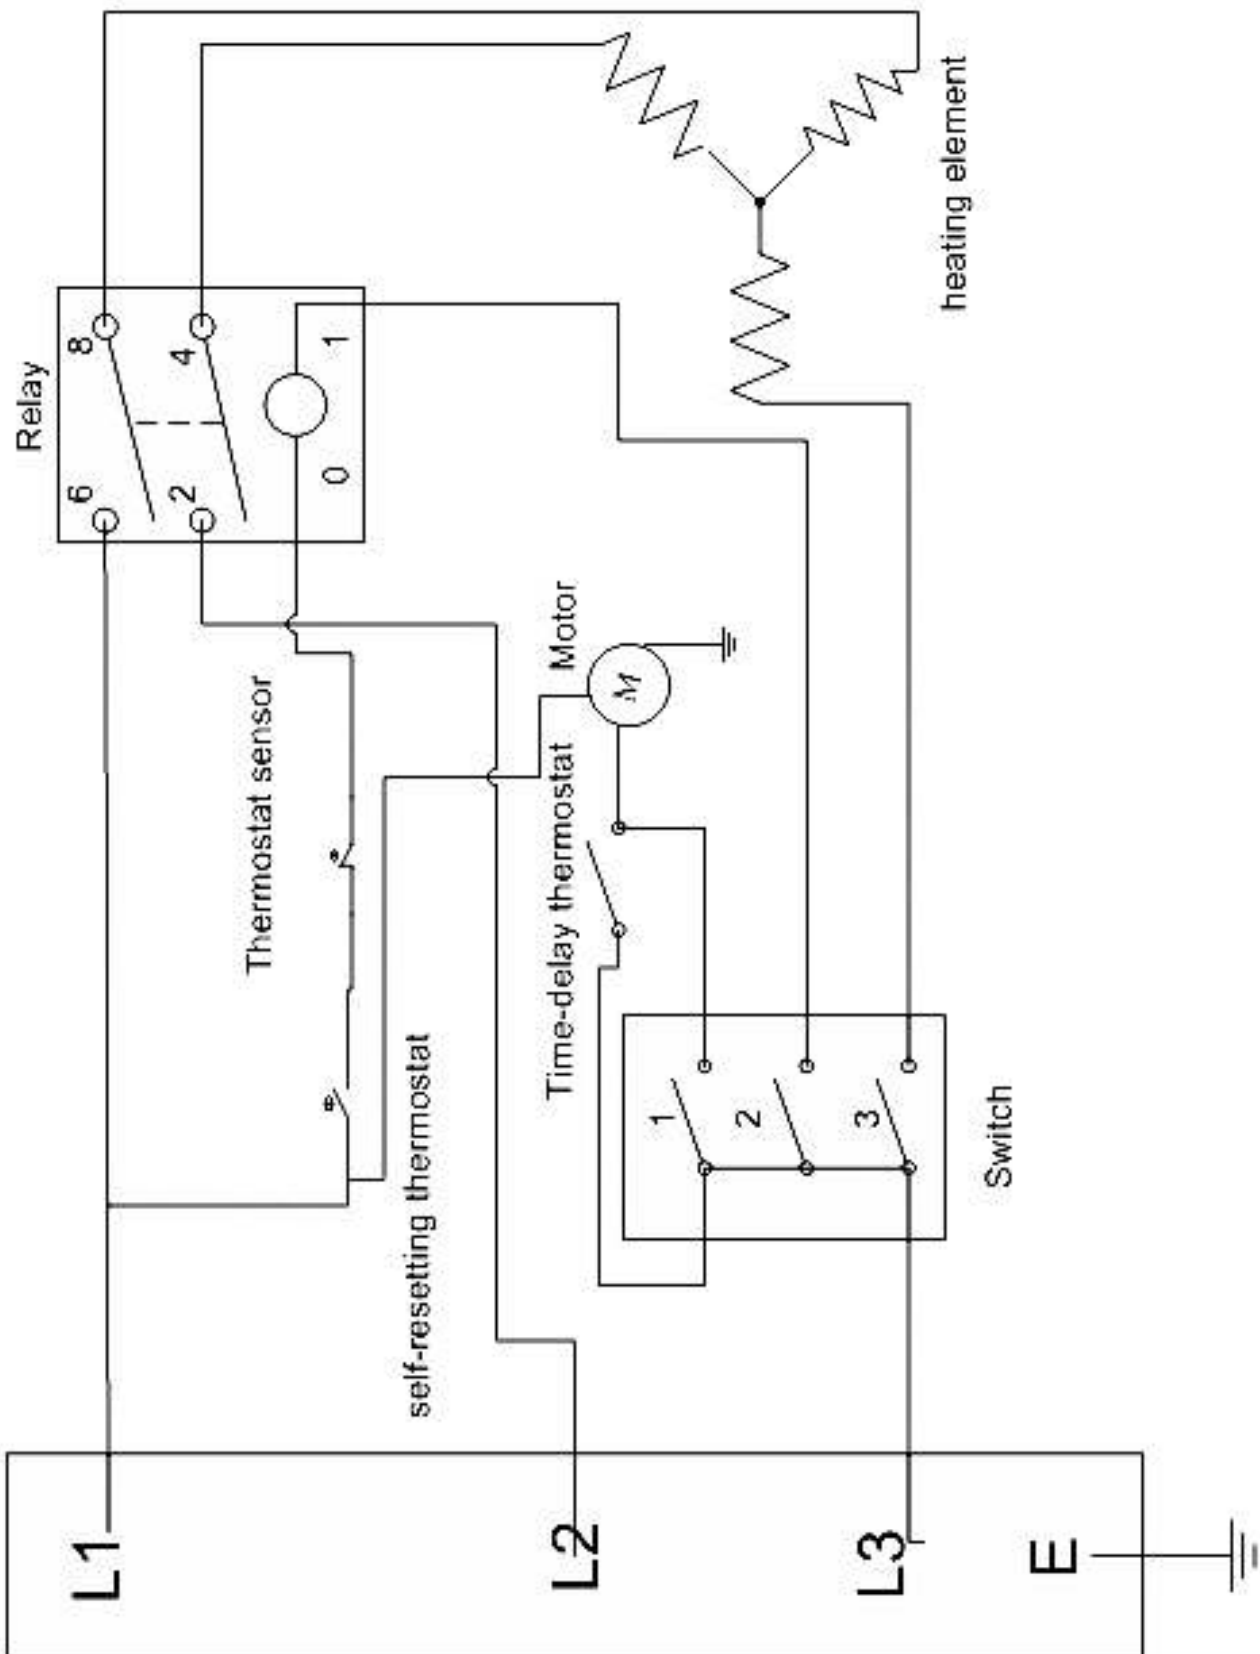 Relay
6 8
L1
2 4
Thermostat sensor
0 1
self-resetting thermostat
Time-delay thermostat
Motor
L2
M
1
2
3
L3
heating element
Switch
E